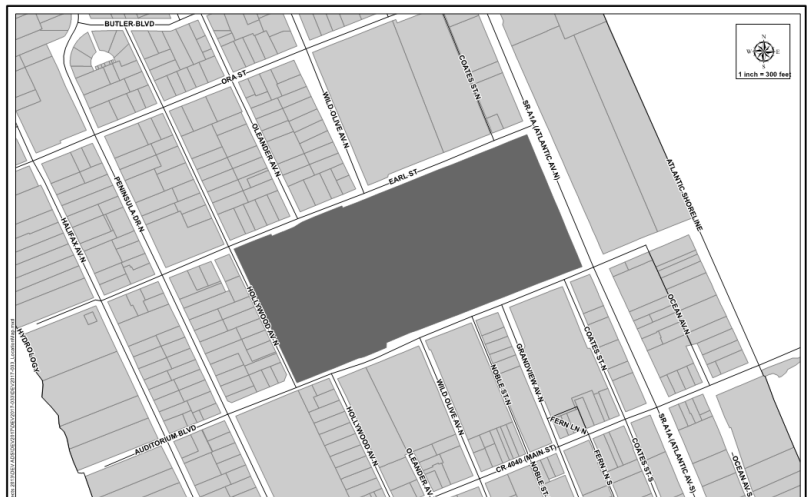 BUTLER BLVD
N
W E
S
1 inch = 300 feet
ORA ST
COATES ST N
WILD OLIVE AV N
SR A1A (ATLANTIC AV N)
OLEANDER AV N
EARL ST
PENINSULA DR N
ATLANTIC SHORELINE
HALIFAX AV N
HOLLYWOOD AV N
OCEAN AV N
HYDROLOGY
COATES ST N
GRANDVIEW AV N
NOBLE ST N
WILD OLIVE AV N
AUDITORIUM BLVD
HOLLYWOOD AV N
FERN LN N
OLEANDER AV N
CR 4040 (MAIN ST)
NOBLE ST
FERN LN S
COATES ST S
SR A1A (ATLANTIC AV S)
OCEAN AV S